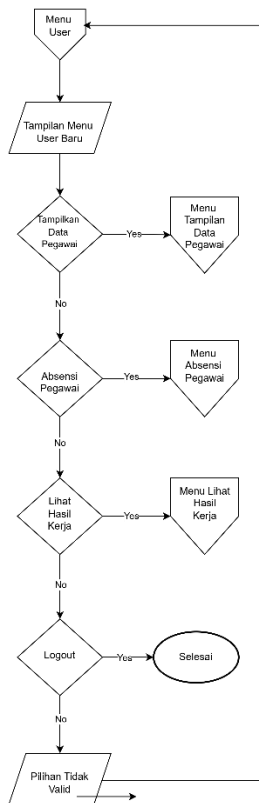 Menu
User
Tampilan Menu
User Baru
Tampilkan
Data
Pegawai
Yes
Menu
Tampilan
Data
Pegawai
No
Absensi
Pegawai
Yes
Menu
Absensi
Pegawai
No
Lihat
Hasil
Kerja
Yes
Menu Lihat
Hasil
Kerja
No
Logout
Yes
Selesai
No
Pilihan Tidak
Valid